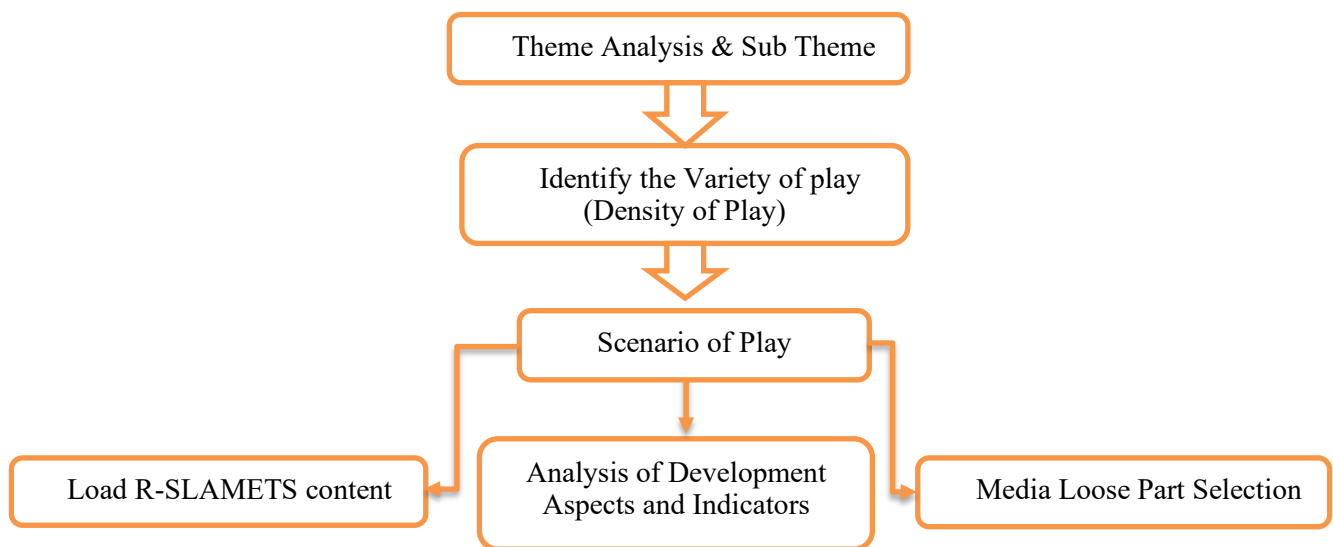 Theme Analysis & Sub Theme
Identify the Variety of play
(Density of Play)
Scenario of Play
Load R-SLAMETS content
Analysis of Development
Aspects and Indicators
Media Loose Part Selection